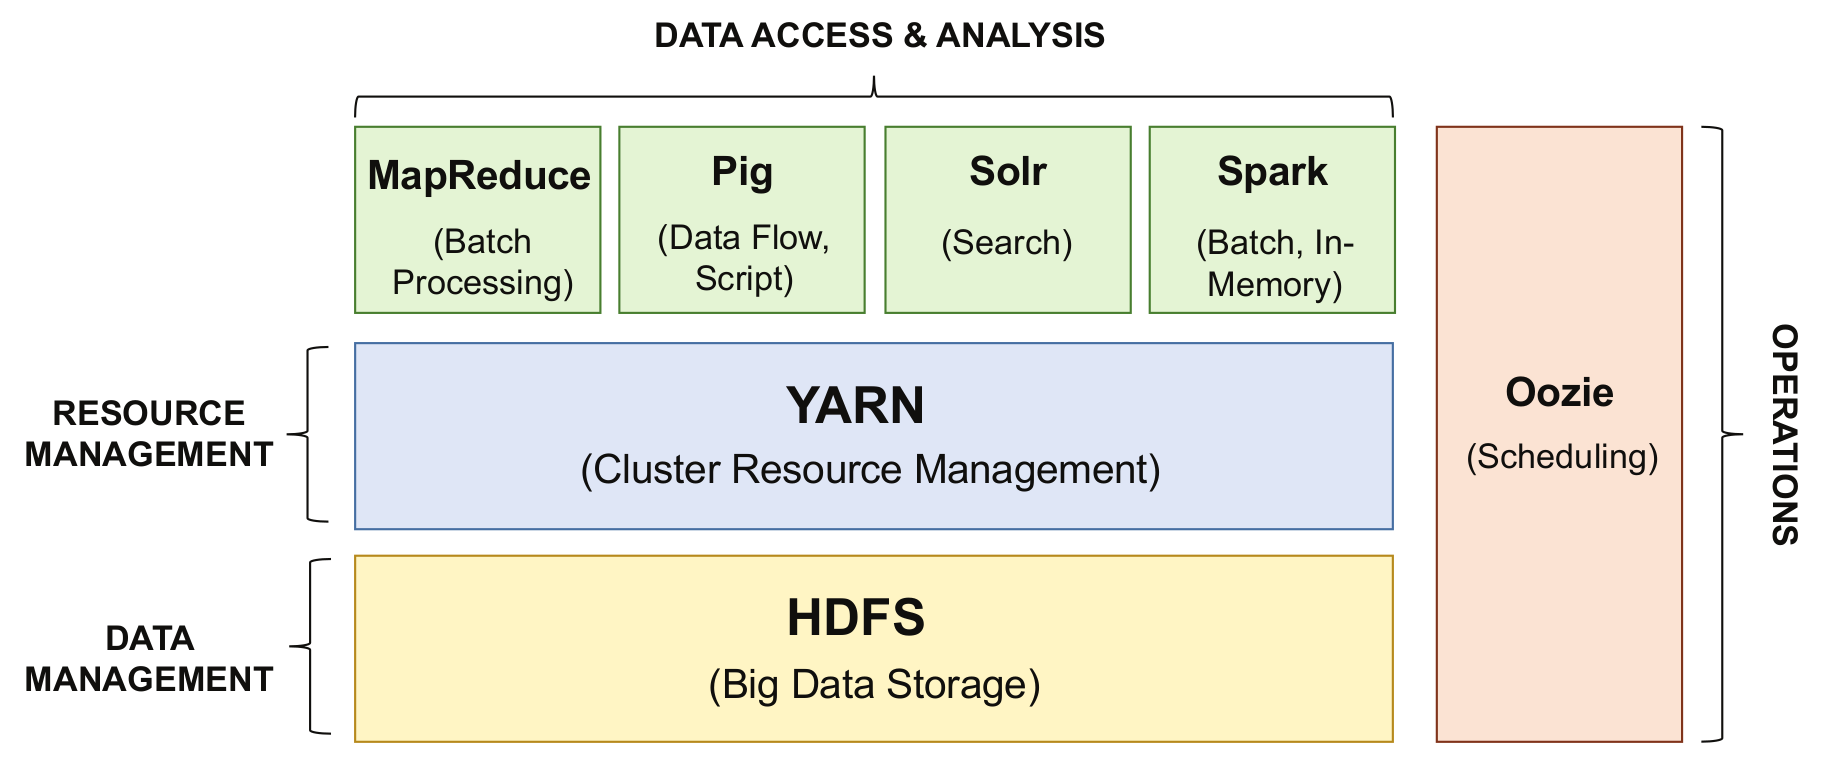 DATA ACCESS & ANALYSIS
MapReduce
(Batch
Processing)
Pig
(Data Flow,
Script)
Solr
(Search)
Spark
(Batch, In-
Memory)
RESOURCE
MANAGEMENT
YARN
(Cluster Resource Management)
Oozie
(Scheduling)
OPERATIONS
DATA
MANAGEMENT
HDFS
(Big Data Storage)